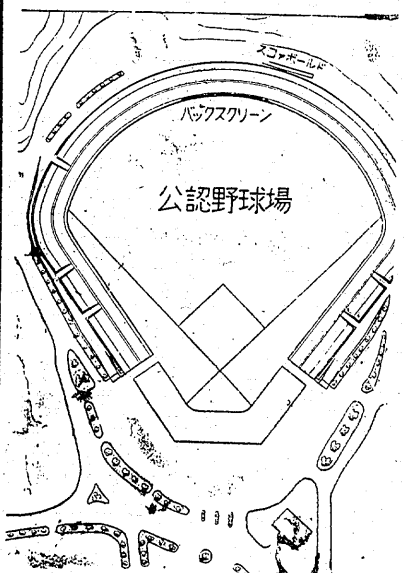 スコアボールド
バックスクリーン
公認野球場